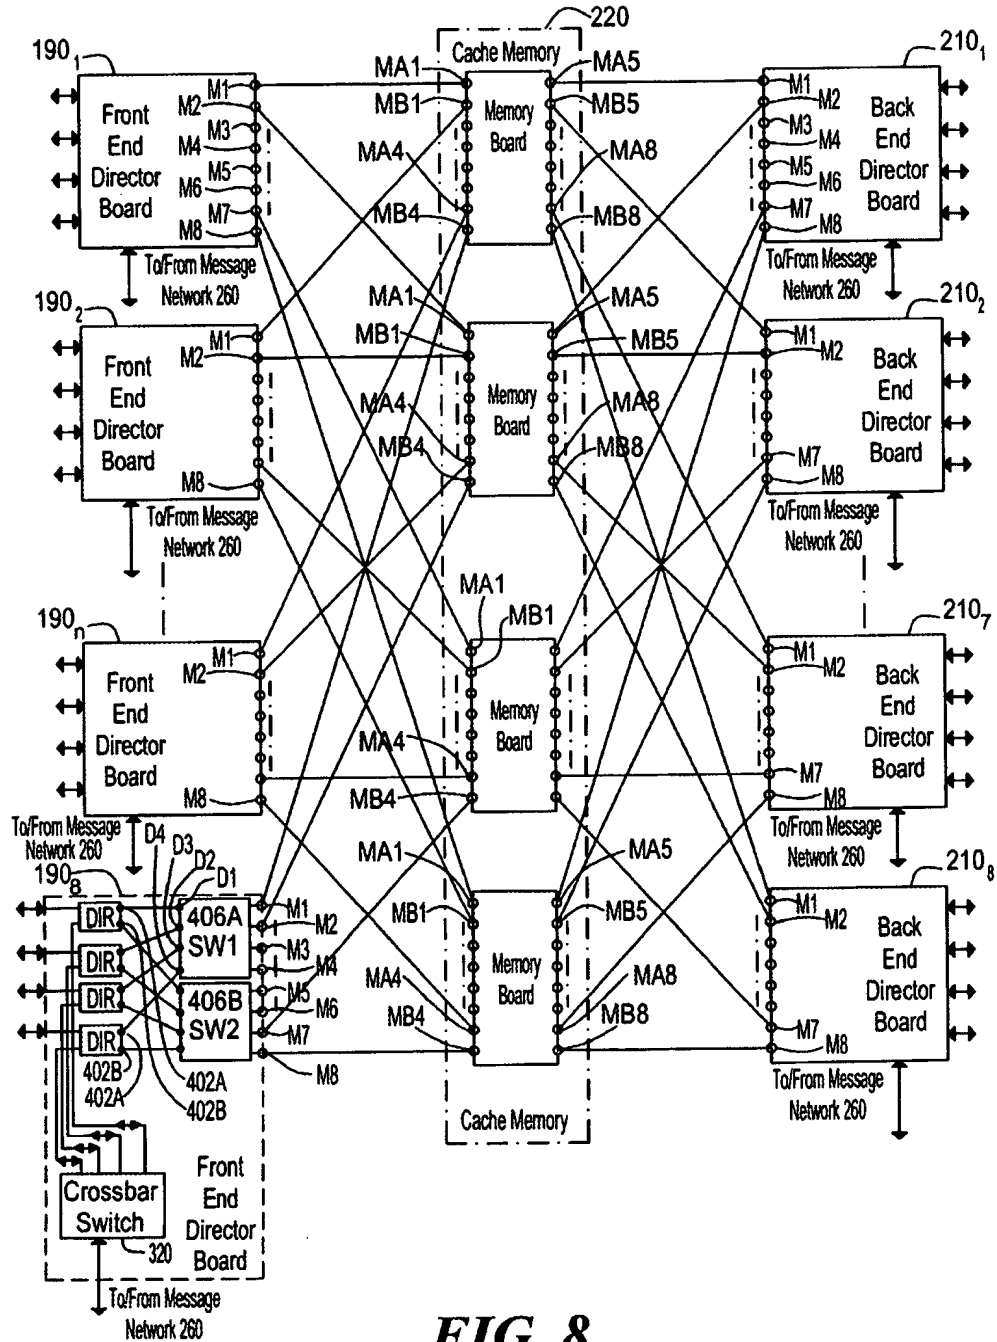 220
Cache Memory
190₁
Front
End
Director
Board
M1
M2
M3
M4
M5
M6
M7
M8
To/From Message
Network 260
MA1
MB1
MA4
MB4
Memory
Board
MA5
MB5
MA8
MB8
210₁
M1
M2
M3
M4
M5
M6
M7
M8
Back
End
Director
Board
To/From Message
Network 260
190₂
Front
End
Director
Board
M1
M2
M8
To/From Message
Network 260
MA1
MB1
MA4
MB4
Memory
Board
MA5
MB5
MA8
MB8
210₂
M1
M2
M7
M8
Back
End
Director
Board
To/From Message
Network 260
190ₙ
Front
End
Director
Board
M1
M2
M8
To/From Message
Network 260
MA1
MB1
MA4
MB4
Memory
Board
210₇
M1
M2
M7
M8
Back
End
Director
Board
To/From Message
Network 260
190₈
D4
D3
D2
D1
DIR
DIR
DIR
DIR
406A
SW1
406B
SW2
M1
M2
M3
M4
M5
M6
M7
M8
402B
402A
402A
402B
Crossbar
Switch
320
Front
End
Director
Board
To/From Message
Network 260
MA1
MB1
MA4
MB4
Memory
Board
MA5
MB5
MA8
MB8
Cache Memory
210₈
M1
M2
M7
M8
Back
End
Director
Board
To/From Message
Network 260
FIG. 8